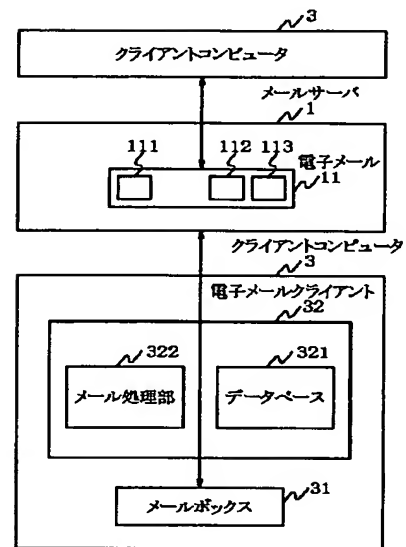 3
クライアントコンピュータ
メールサーバ
1
111 112 113
電子メール
11
クライアントコンピュータ
3
電子メールクライアント
32
322 321
メール処理部 データベース
31
メールボックス